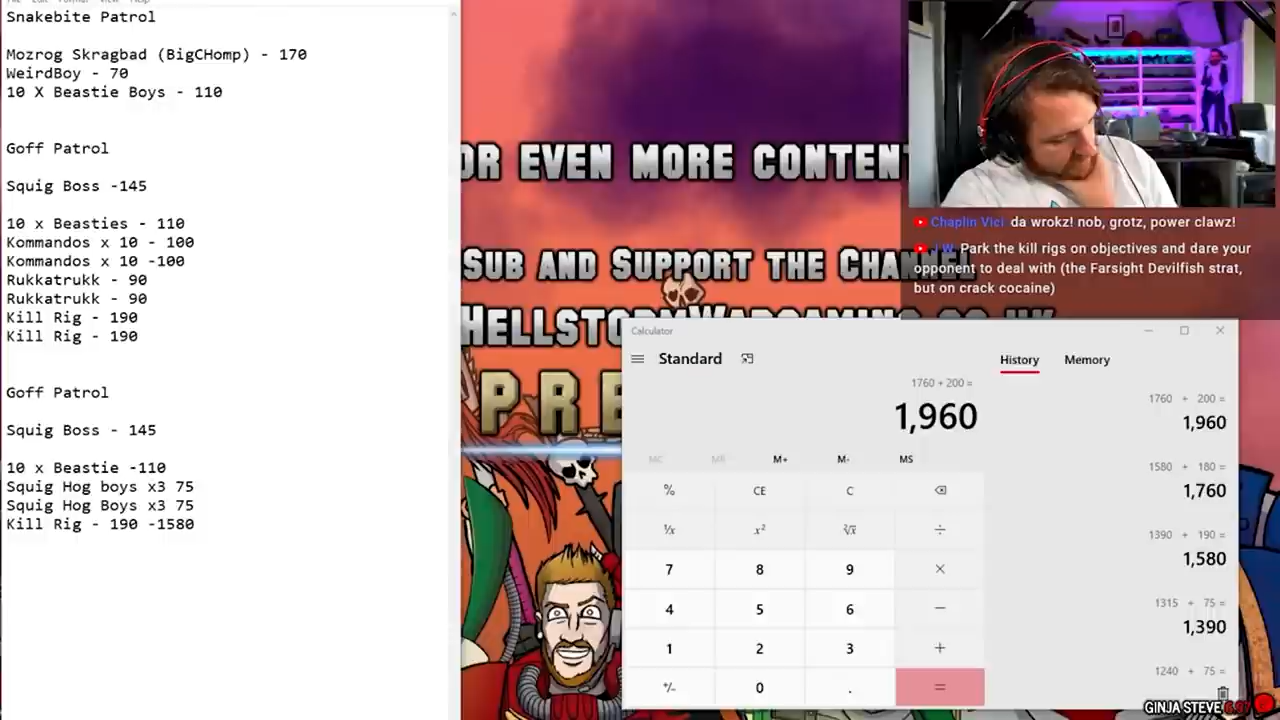 Snakebite Patrol
Mozrog Skragbad (BigCHomp) - 170
WeirdBoy - 70
10 X Beastie Boys - 110
Goff Patrol
Squig Boss -145
10 x Beasties - 110
Kommandos x 10 - 100
Kommandos x 10 -100
Rukkatrukk - 90
Rukkatrukk - 90
Kill Rig - 190
Kill Rig - 190
Goff Patrol
Squig Boss - 145
10 x Beastie -110
Squig Hog boys x3 75
Squig Hog Boys x3 75
Kill Rig - 190 -1580
OR EVEN MORE CONTENT
SUB AND SUPPORT THE CHANNEL
HELLSTORMWARGAMING.CO.UK
PRE
Chaplin Vici da wrokz! nob, grotz, power clawz!
J W Park the kill rigs on objectives and dare your
opponent to deal with (the Farsight Devilfish strat,
but on crack cocaine)
Calculator
Standard
History Memory
1760 + 200 =
1,960
MC MR M+ M- MS
% CE C
¹/x x² ²√x ÷
7 8 9 ×
4 5 6 −
1 2 3 +
+/- 0 . =
1760 + 200 =
1,960
1580 + 180 =
1,760
1390 + 190 =
1,580
1315 + 75 =
1,390
1240 + 75 =
GINJA STEVE